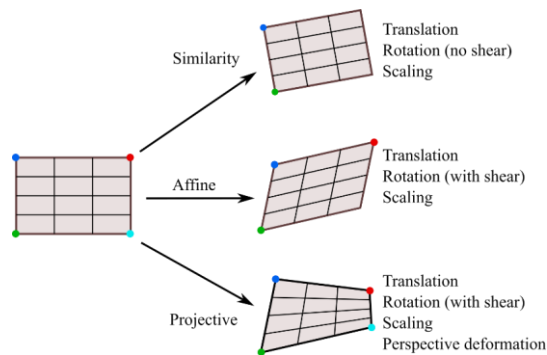 Similarity
Translation
Rotation (no shear)
Scaling
Affine
Translation
Rotation (with shear)
Scaling
Projective
Translation
Rotation (with shear)
Scaling
Perspective deformation